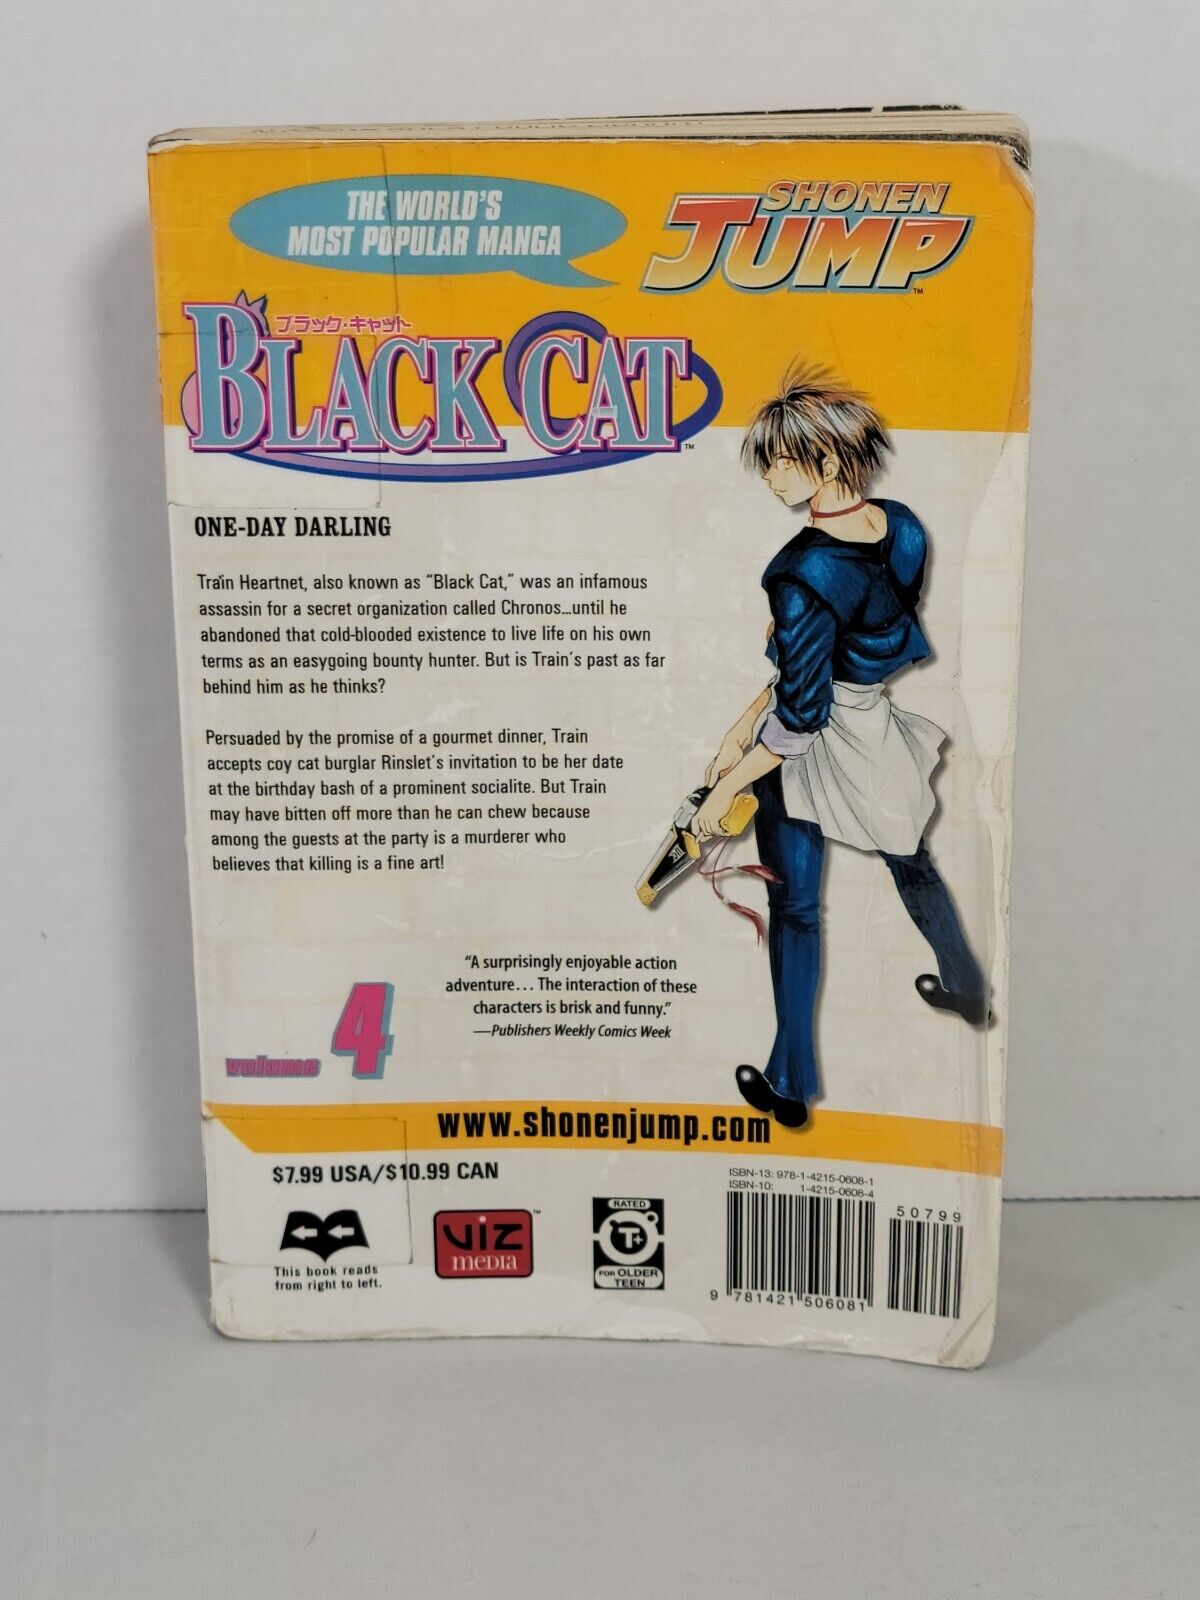 THE WORLD'S
MOST POPULAR MANGA
SHONEN
JUMP™
ブラック・キャット
BLACK CAT™
ONE-DAY DARLING
Train Heartnet, also known as "Black Cat," was an infamous
assassin for a secret organization called Chronos...until he
abandoned that cold-blooded existence to live life on his own
terms as an easygoing bounty hunter. But is Train's past as far
behind him as he thinks?
Persuaded by the promise of a gourmet dinner, Train
accepts coy cat burglar Rinslet's invitation to be her date
at the birthday bash of a prominent socialite. But Train
may have bitten off more than he can chew because
among the guests at the party is a murderer who
believes that killing is a fine art!
XIII
"A surprisingly enjoyable action
adventure... The interaction of these
characters is brisk and funny."
—Publishers Weekly Comics Week
volume 4
www.shonenjump.com
$7.99 USA/$10.99 CAN
This book reads
from right to left.
VIZ™
MEDIA
RATED
T+
FOR OLDER
TEEN
ISBN-13: 978-1-4215-0608-1
ISBN-10: 1-4215-0608-4
50799
9 781421 506081